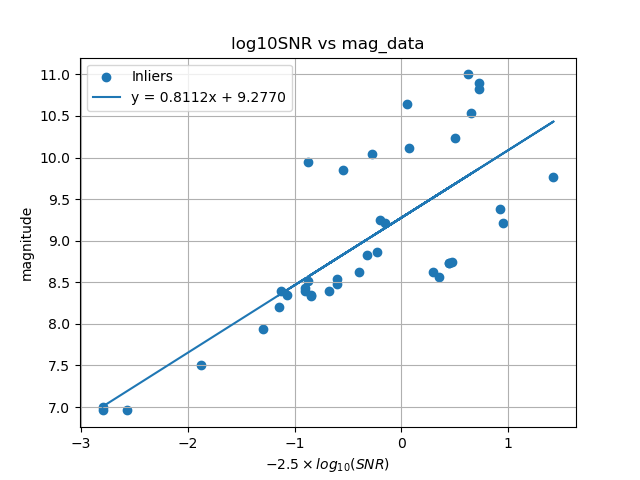 log10SNR vs mag_data
Inliers
y = 0.8112x + 9.2770
11.0
10.5
10.0
9.5
9.0
8.5
8.0
7.5
7.0
magnitude
−3 −2 −1 0 1
−2.5 × log₁₀(SNR)